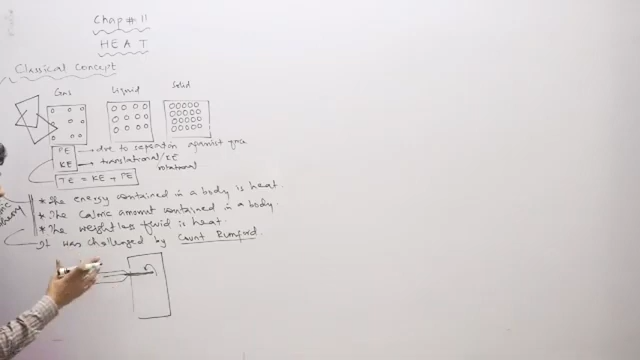 Chap # 11
HEAT
Classical Concept
Gas Liquid Solid
PE → due to separation against force
KE → translational/KE
rotational
TE = KE + PE
* The energy contained in a body is heat.
* The Caloric amount contained in a body.
* The weightless fluid is heat.
It was challenged by Count Rumford